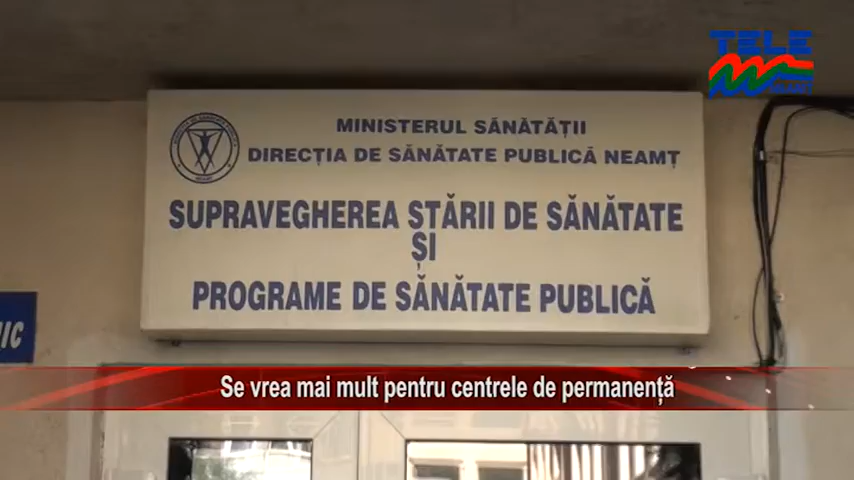 TELE
NEAMȚ
MINISTERUL SĂNĂTĂȚII
DIRECȚIA DE SĂNĂTATE PUBLICĂ NEAMȚ
SUPRAVEGHEREA STĂRII DE SĂNĂTATE
ȘI
PROGRAME DE SĂNĂTATE PUBLICĂ
Se vrea mai mult pentru centrele de permanență